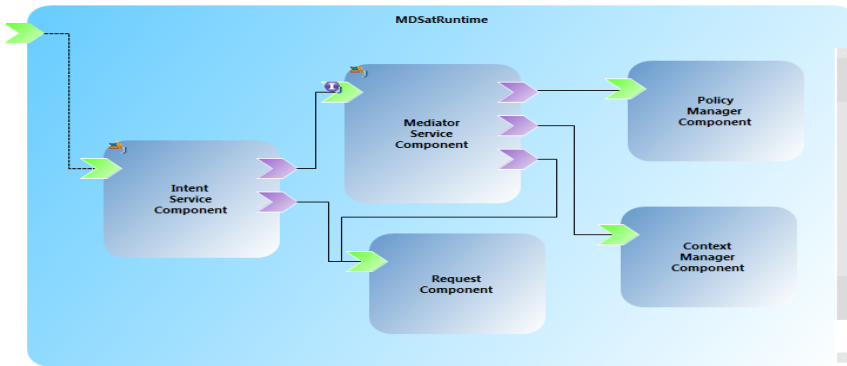 MDSatRuntime
Intent
Service
Component
I
Mediator
Service
Component
Policy
Manager
Component
Request
Component
Context
Manager
Component